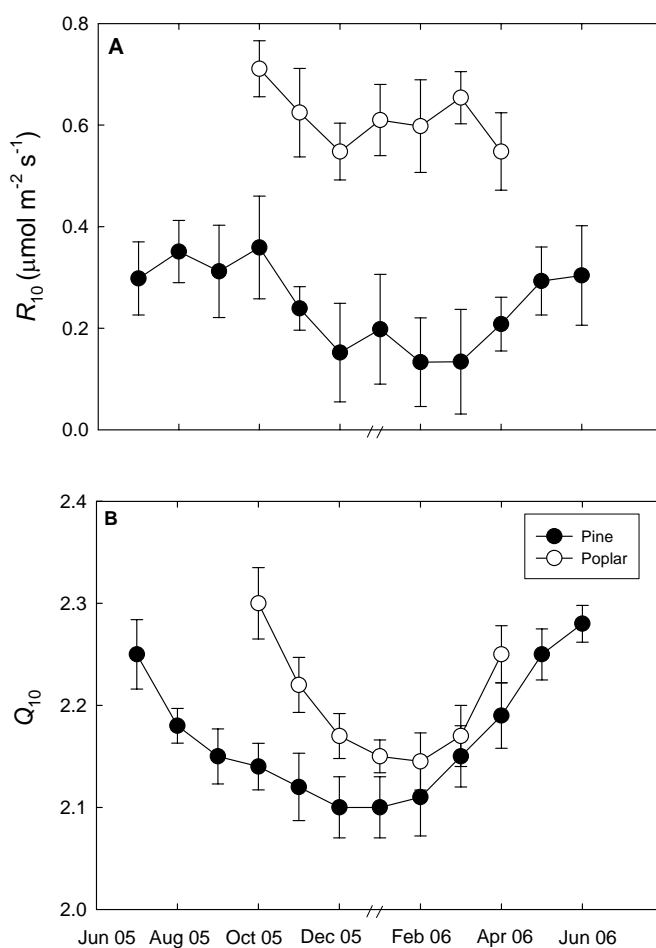 A
0.8
0.6
0.4
0.2
0.0
R10 (μmol m-2 s-1)
B
2.4
2.3
2.2
2.1
2.0
Q10
Pine
Poplar
Jun 05 Aug 05 Oct 05 Dec 05 Feb 06 Apr 06 Jun 06